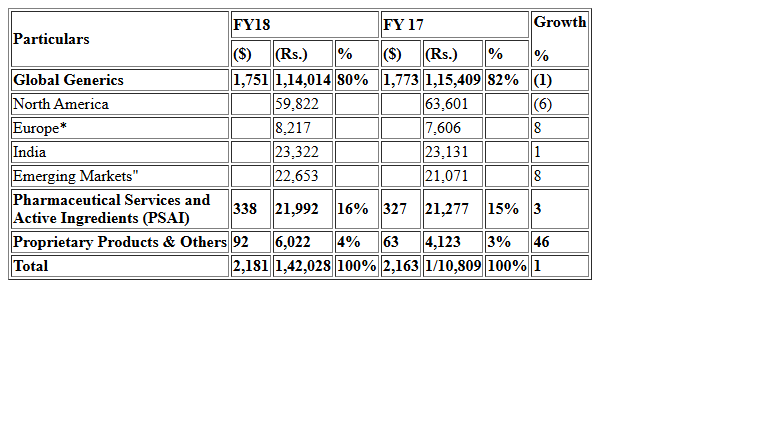 Particulars FY18 FY 17 Growth %
($) (Rs.) % ($) (Rs.) %
Global Generics 1,751 1,14,014 80% 1,773 1,15,409 82% (1)
North America 59,822 63,601 (6)
Europe* 8,217 7,606 8
India 23,322 23,131 1
Emerging Markets" 22,653 21,071 8
Pharmaceutical Services and
Active Ingredients (PSAI) 338 21,992 16% 327 21,277 15% 3
Proprietary Products & Others 92 6,022 4% 63 4,123 3% 46
Total 2,181 1,42,028 100% 2,163 1/10,809 100% 1